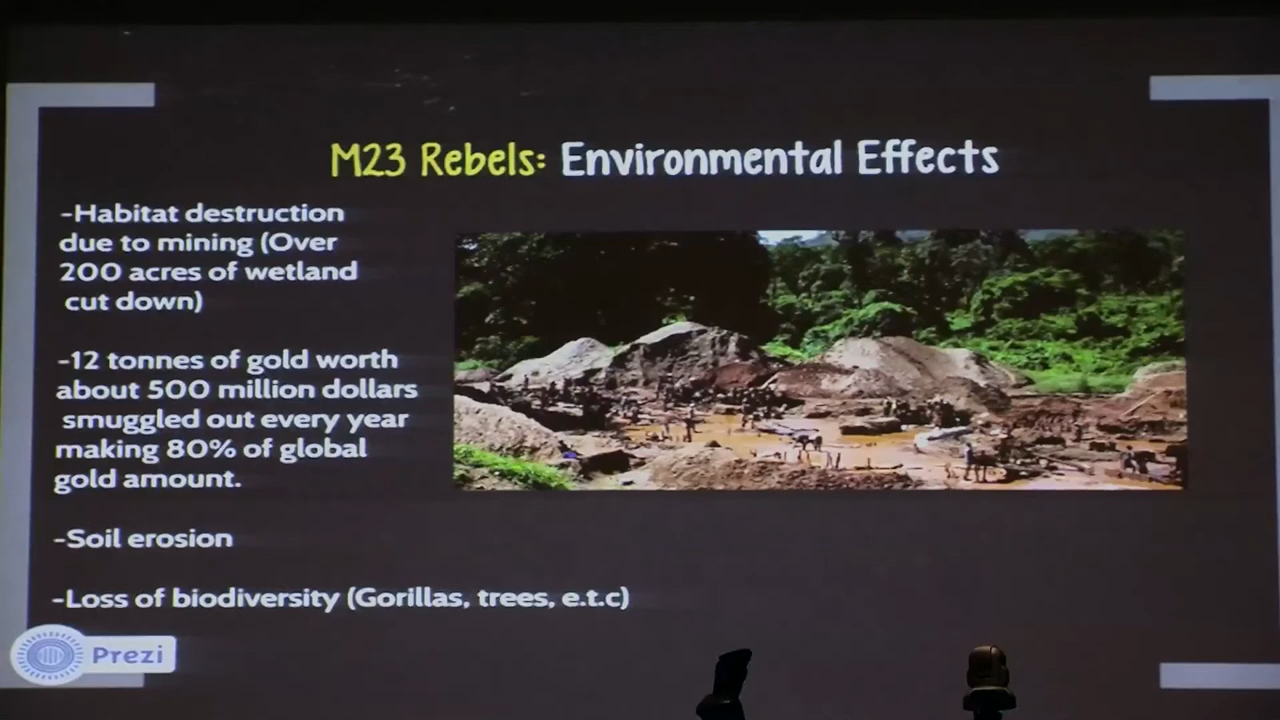 M23 Rebels: Environmental Effects
-Habitat destruction
due to mining (Over
200 acres of wetland
cut down)
-12 tonnes of gold worth
about 500 million dollars
smuggled out every year
making 80% of global
gold amount.
-Soil erosion
-Loss of biodiversity (Gorillas, trees, e.t.c)
Prezi